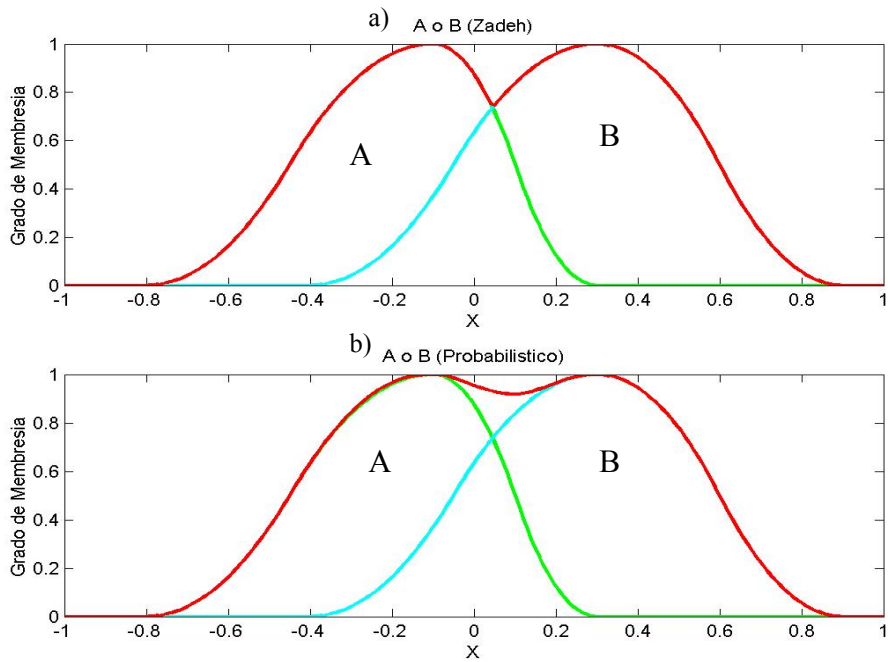 a)
A o B (Zadeh)
1
0.8
0.6
0.4
0.2
0
Grado de Membresia
A
B
-1 -0.8 -0.6 -0.4 -0.2 0 0.2 0.4 0.6 0.8 1
X
b)
A o B (Probabilistico)
1
0.8
0.6
0.4
0.2
0
Grado de Membresia
A
B
-1 -0.8 -0.6 -0.4 -0.2 0 0.2 0.4 0.6 0.8 1
X